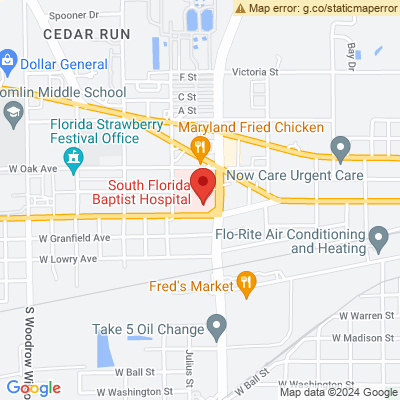 Map error: g.co/staticmaperror
Spooner Dr
CEDAR RUN
Bay Dr
Dollar General
F St
Victoria St
omlin Middle School
C St
A St
Florida Strawberry
Festival Office
Maryland Fried Chicken
W Oak Ave
Now Care Urgent Care
South Florida
Baptist Hospital
W Granfield Ave
Flo-Rite Air Conditioning
and Heating
W Lowry Ave
Fred's Market
S Woodrow Wi
W Warren St
Take 5 Oil Change
W Madison St
Juius St
W Ball St
W Ball St
W Washington St
W Washington St
Google
Map data ©2024 Google